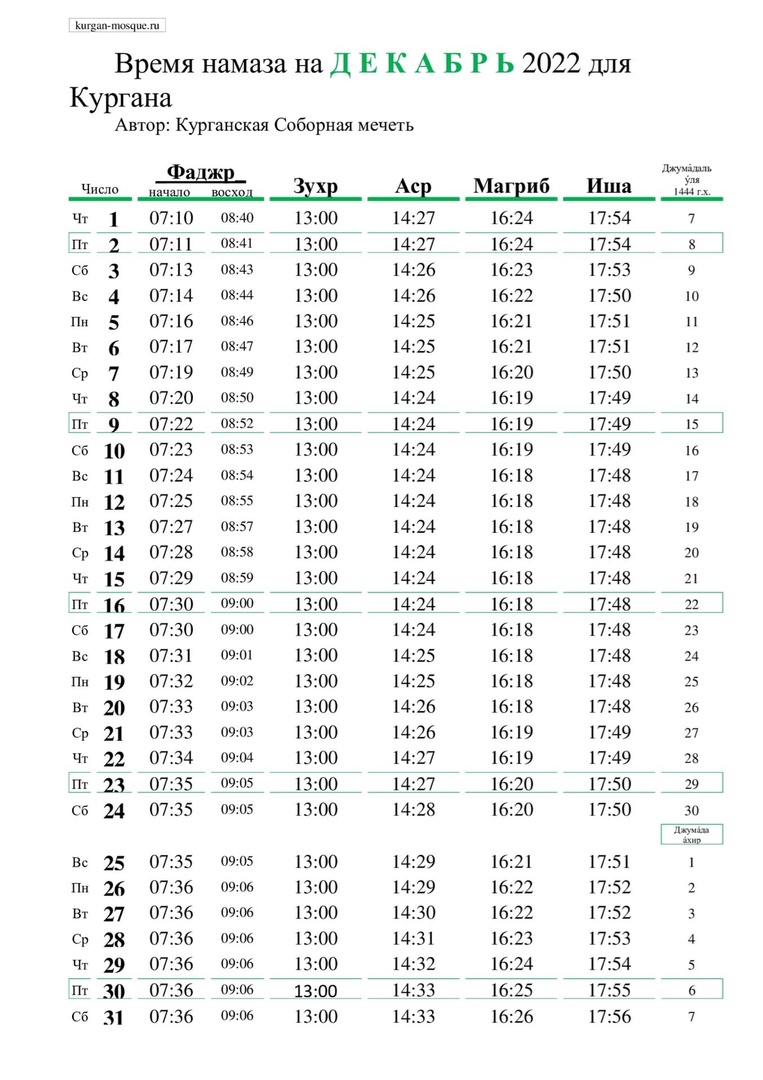 kurgan-mosque.ru
Время намаза на ДЕКАБРЬ 2022 для
Кургана
Автор: Курганская Соборная мечеть
Число Фаджр начало восход Зухр Аср Магриб Иша Джумáдаль ýля 1444 г.х.
Чт 1 07:10 08:40 13:00 14:27 16:24 17:54 7
Пт 2 07:11 08:41 13:00 14:27 16:24 17:54 8
Сб 3 07:13 08:43 13:00 14:26 16:23 17:53 9
Вс 4 07:14 08:44 13:00 14:26 16:22 17:50 10
Пн 5 07:16 08:46 13:00 14:25 16:21 17:51 11
Вт 6 07:17 08:47 13:00 14:25 16:21 17:51 12
Ср 7 07:19 08:49 13:00 14:25 16:20 17:50 13
Чт 8 07:20 08:50 13:00 14:24 16:19 17:49 14
Пт 9 07:22 08:52 13:00 14:24 16:19 17:49 15
Сб 10 07:23 08:53 13:00 14:24 16:19 17:49 16
Вс 11 07:24 08:54 13:00 14:24 16:18 17:48 17
Пн 12 07:25 08:55 13:00 14:24 16:18 17:48 18
Вт 13 07:27 08:57 13:00 14:24 16:18 17:48 19
Ср 14 07:28 08:58 13:00 14:24 16:18 17:48 20
Чт 15 07:29 08:59 13:00 14:24 16:18 17:48 21
Пт 16 07:30 09:00 13:00 14:24 16:18 17:48 22
Сб 17 07:30 09:00 13:00 14:24 16:18 17:48 23
Вс 18 07:31 09:01 13:00 14:25 16:18 17:48 24
Пн 19 07:32 09:02 13:00 14:25 16:18 17:48 25
Вт 20 07:33 09:03 13:00 14:26 16:18 17:48 26
Ср 21 07:33 09:03 13:00 14:26 16:19 17:49 27
Чт 22 07:34 09:04 13:00 14:27 16:19 17:49 28
Пт 23 07:35 09:05 13:00 14:27 16:20 17:50 29
Сб 24 07:35 09:05 13:00 14:28 16:20 17:50 30
Джумáда
áхир
Вс 25 07:35 09:05 13:00 14:29 16:21 17:51 1
Пн 26 07:36 09:06 13:00 14:29 16:22 17:52 2
Вт 27 07:36 09:06 13:00 14:30 16:22 17:52 3
Ср 28 07:36 09:06 13:00 14:31 16:23 17:53 4
Чт 29 07:36 09:06 13:00 14:32 16:24 17:54 5
Пт 30 07:36 09:06 13:00 14:33 16:25 17:55 6
Сб 31 07:36 09:06 13:00 14:33 16:26 17:56 7